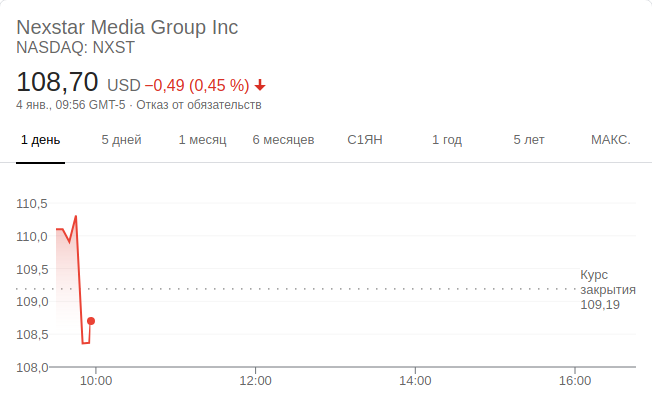 Nexstar Media Group Inc
NASDAQ: NXST
108,70 USD −0,49 (0,45 %)
4 янв., 09:56 GMT-5 · Отказ от обязательств
1 день 5 дней 1 месяц 6 месяцев С1ЯН 1 год 5 лет МАКС.
110,5
110,0
109,5
109,0
108,5
108,0
Курс
закрытия
109,19
10:00 12:00 14:00 16:00